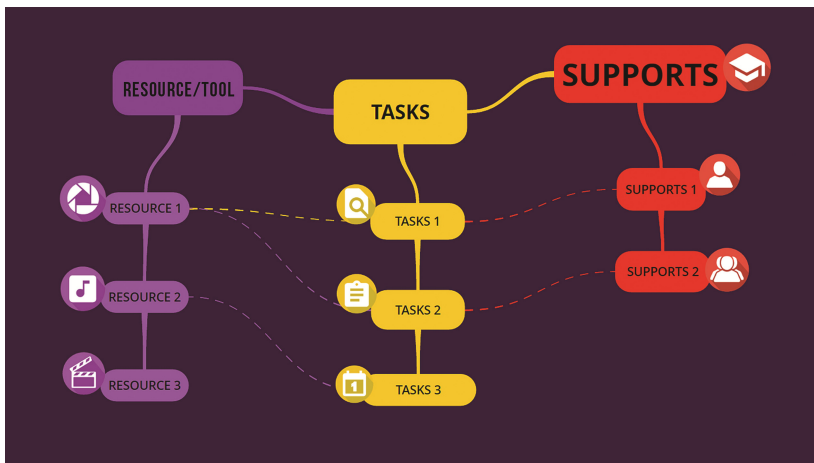 RESOURCE/TOOL
TASKS
SUPPORTS
RESOURCE 1
TASKS 1
SUPPORTS 1
RESOURCE 2
TASKS 2
SUPPORTS 2
RESOURCE 3
TASKS 3
1